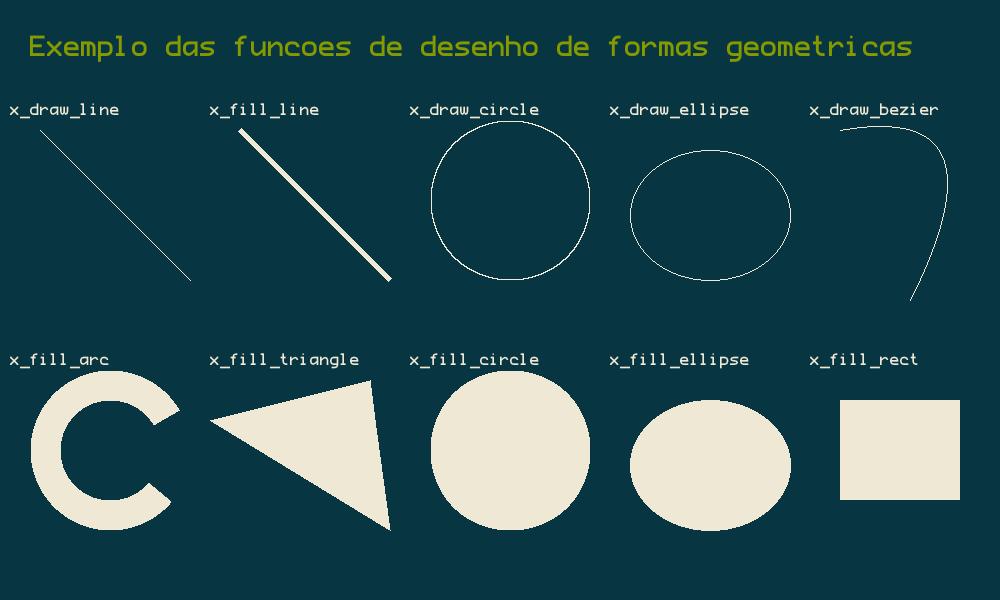 Exemplo das funcoes de desenho de formas geometricas
x_draw_line x_fill_line x_draw_circle x_draw_ellipse x_draw_bezier
x_fill_arc x_fill_triangle x_fill_circle x_fill_ellipse x_fill_rect